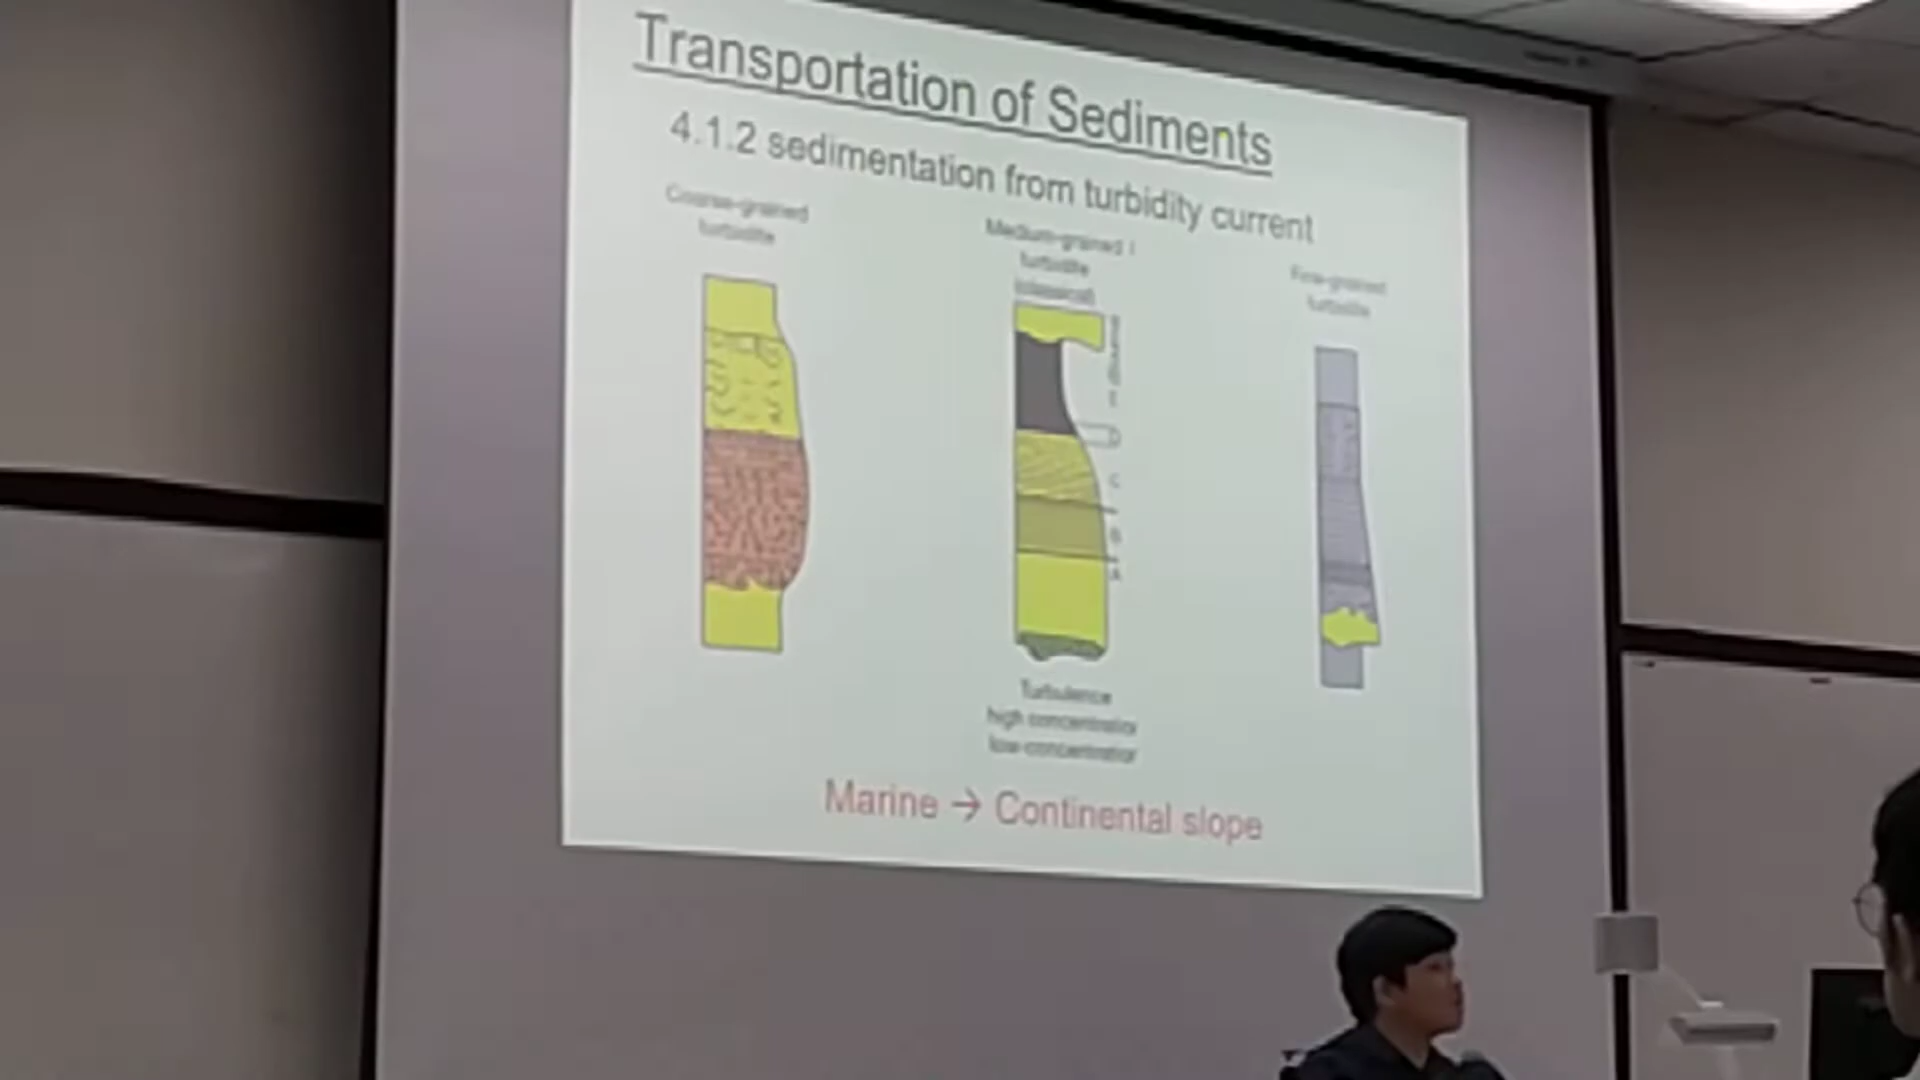 Transportation of Sediments
4.1.2 sedimentation from turbidity current
Coarse-grained
turbidite
Medium-grained
turbidite
(classical)
Fine-grained
turbidite
D
C
B
A
Turbulence
high concentration
low-concentration
Marine → Continental slope